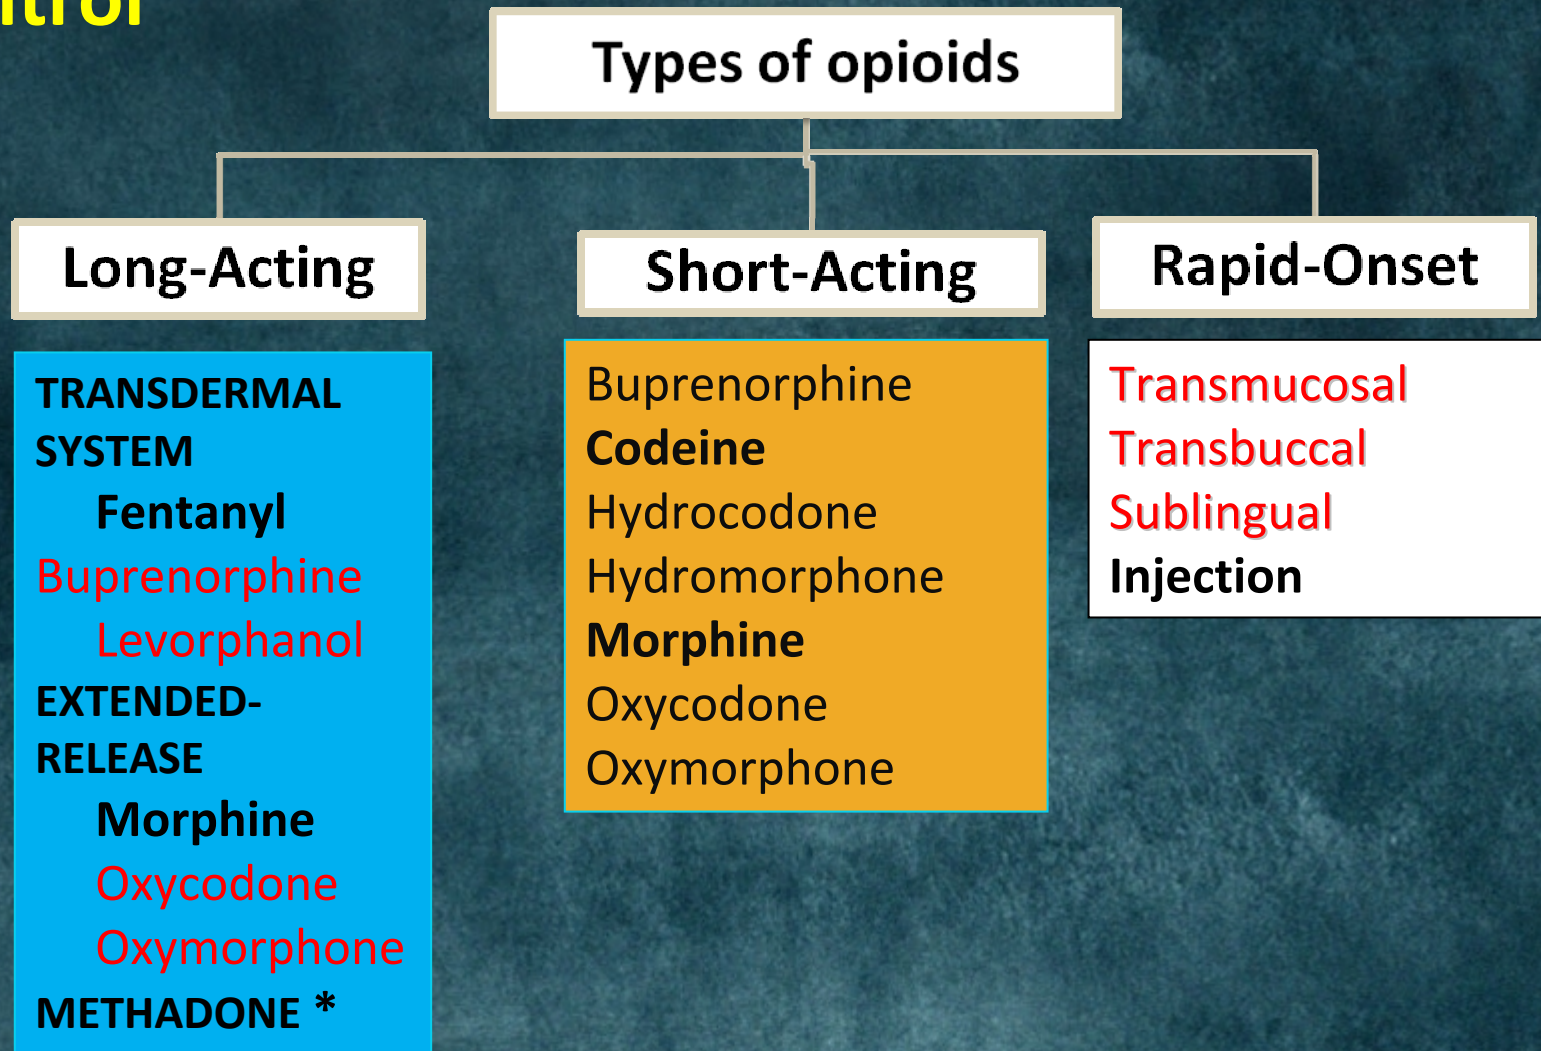 Types of opioids
Long-Acting
TRANSDERMAL
SYSTEM
Fentanyl
Buprenorphine
Levorphanol
EXTENDED-
RELEASE
Morphine
Oxycodone
Oxymorphone
METHADONE *
Short-Acting
Buprenorphine
Codeine
Hydrocodone
Hydromorphone
Morphine
Oxycodone
Oxymorphone
Rapid-Onset
Transmucosal
Transbuccal
Sublingual
Injection